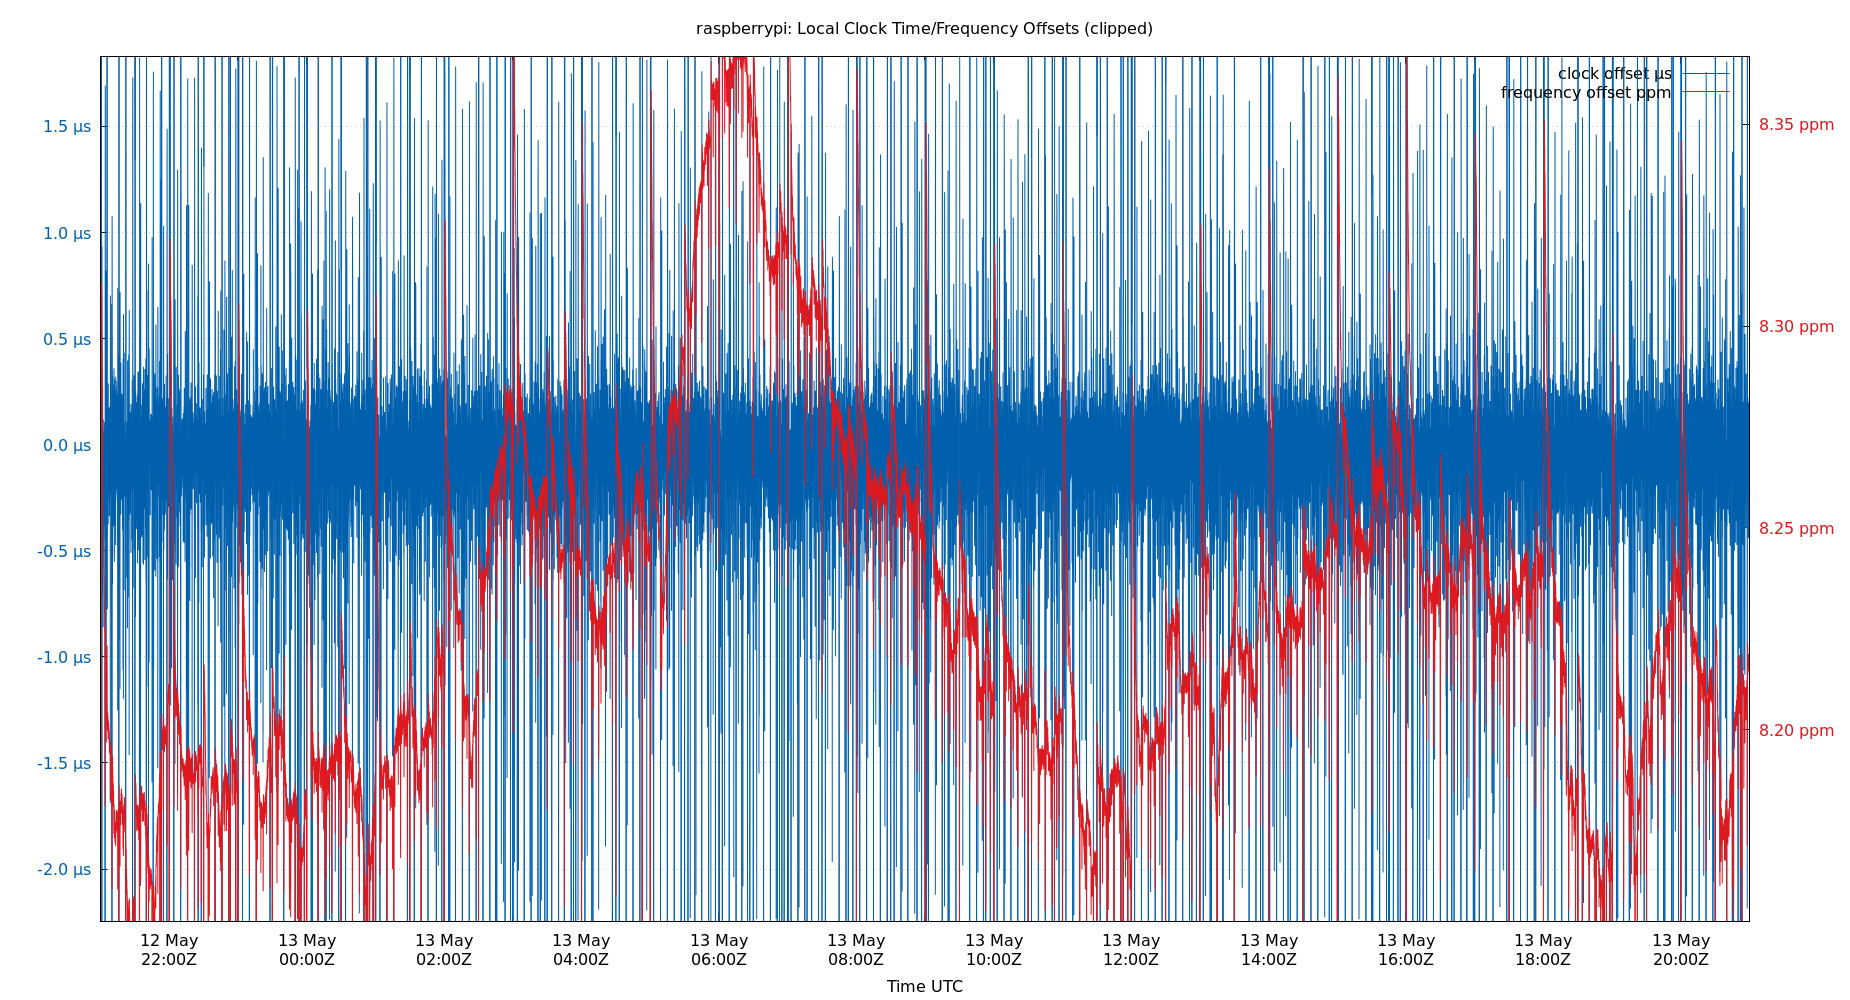 raspberrypi: Local Clock Time/Frequency Offsets (clipped)
clock offset µs
frequency offset ppm
1.5 µs
1.0 µs
0.5 µs
0.0 µs
-0.5 µs
-1.0 µs
-1.5 µs
-2.0 µs
8.35 ppm
8.30 ppm
8.25 ppm
8.20 ppm
12 May
22:00Z
13 May
00:00Z
13 May
02:00Z
13 May
04:00Z
13 May
06:00Z
13 May
08:00Z
13 May
10:00Z
13 May
12:00Z
13 May
14:00Z
13 May
16:00Z
13 May
18:00Z
13 May
20:00Z
Time UTC